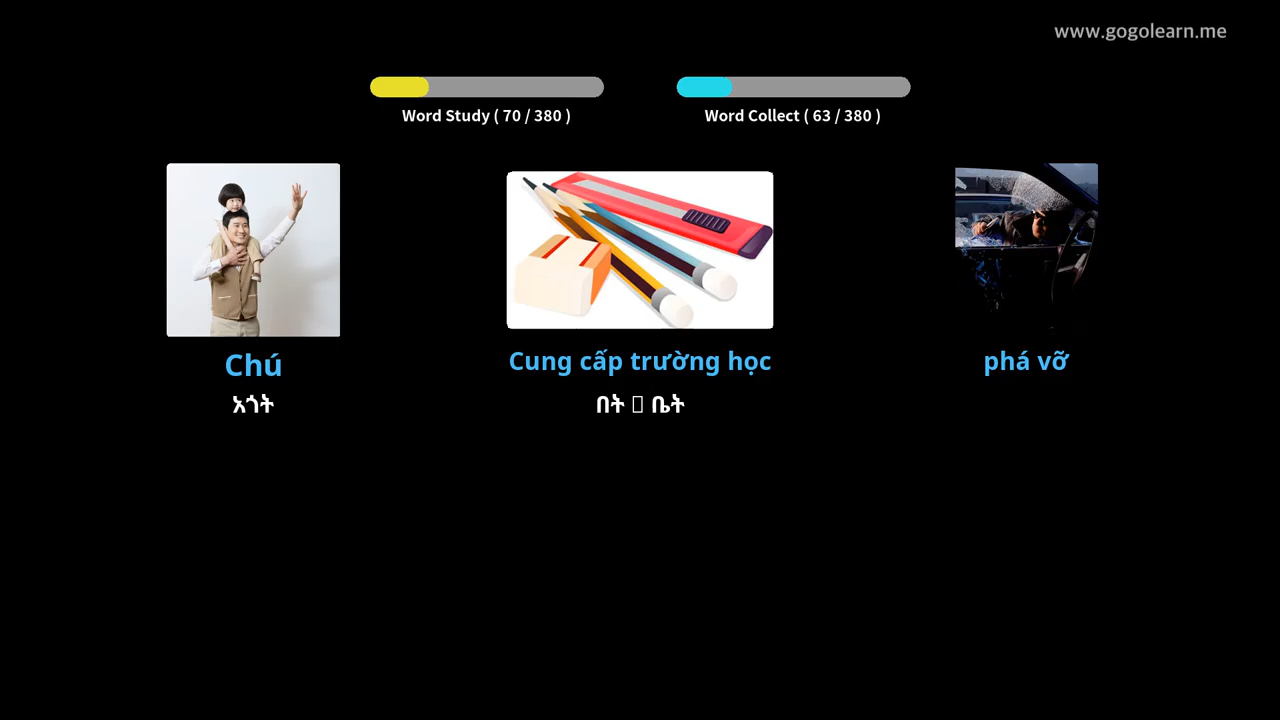 www.gogolearn.me
Word Study ( 70 / 380 )
Word Collect ( 63 / 380 )
Chú
አጎት
Cung cấp trường học
በት ▯ ቤት
phá vỡ